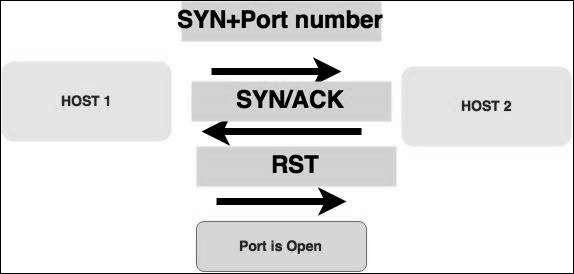 SYN+Port number
HOST 1
SYN/ACK
HOST 2
RST
Port is Open